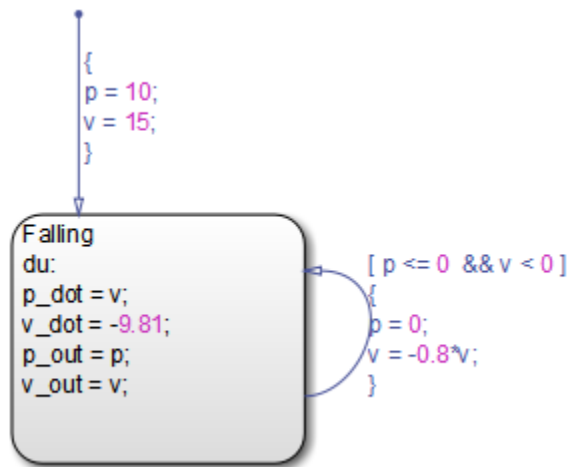 {
p = 10;
v = 15;
}
Falling
du:
p_dot = v;
v_dot = -9.81;
p_out = p;
v_out = v;
[ p <= 0 && v < 0 ]
{
p = 0;
v = -0.8*v;
}